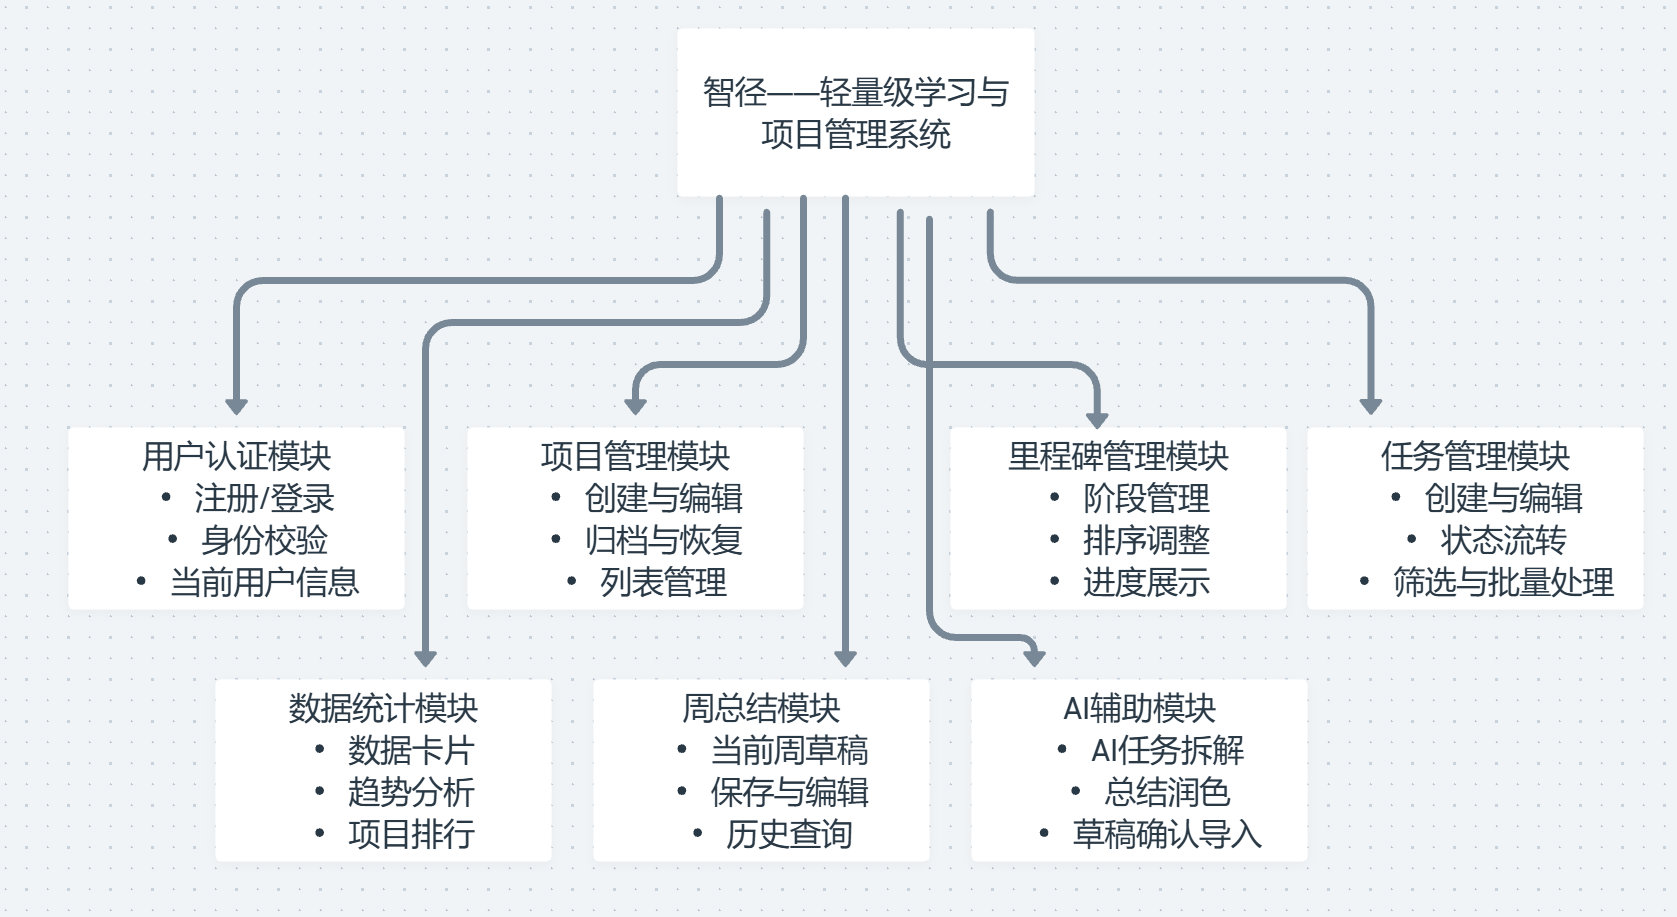 智径——轻量级学习与
项目管理系统
用户认证模块
• 注册/登录
• 身份校验
• 当前用户信息
项目管理模块
• 创建与编辑
• 归档与恢复
• 列表管理
里程碑管理模块
• 阶段管理
• 排序调整
• 进度展示
任务管理模块
• 创建与编辑
• 状态流转
• 筛选与批量处理
数据统计模块
• 数据卡片
• 趋势分析
• 项目排行
周总结模块
• 当前周草稿
• 保存与编辑
• 历史查询
AI辅助模块
• AI任务拆解
• 总结润色
• 草稿确认导入